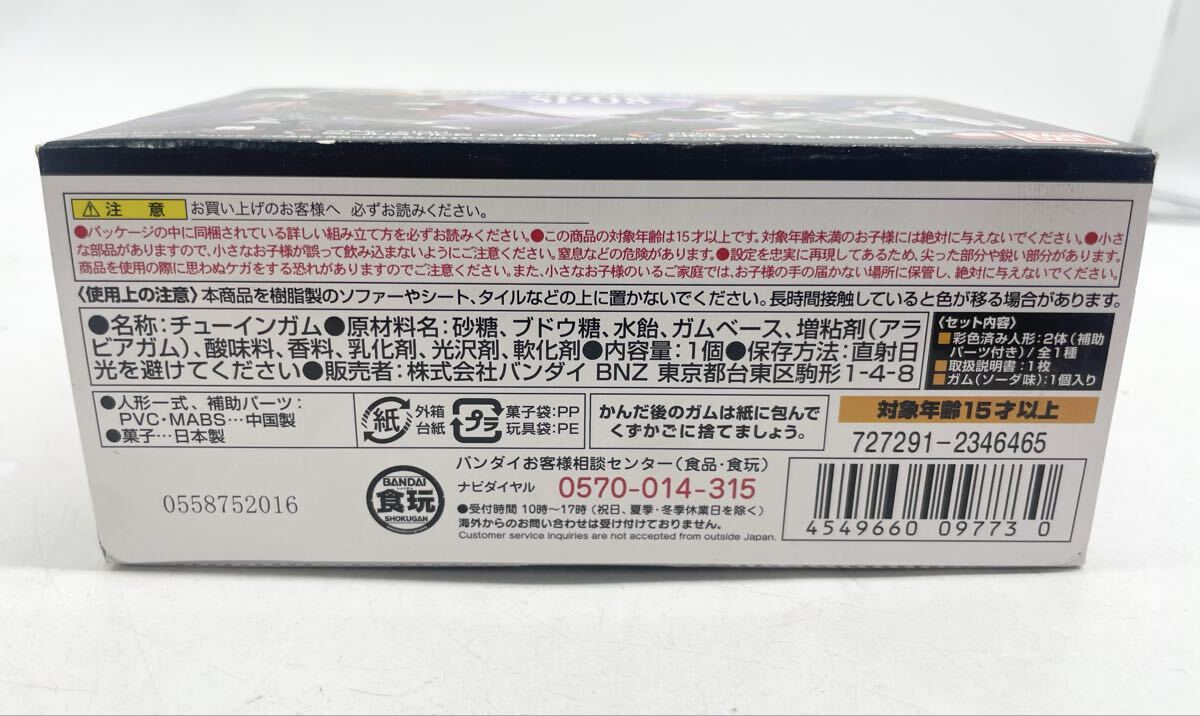 SP08
GUNDAM
DESTINY GUNDAM
⚠注 意 お買い上げのお客様へ 必ずお読みください。
●パッケージの中に同梱されている詳しい組み立て方を必ずお読みください。●この商品の対象年齢は15才以上です。対象年齢未満のお子様には絶対に与えないでください。●小さ
な部品がありますので、小さなお子様が誤って飲み込まないようにご注意ください。窒息などの危険があります。●設定を忠実に再現してあるため、尖った部分や鋭い部分があります。
商品を使用の際に思わぬケガをする恐れがありますのでご注意ください。また、小さなお子様のいるご家庭では、お子様の手の届かない場所に保管し、絶対に与えないでください。
〈使用上の注意〉本商品を樹脂製のソファーやシート、タイルなどの上に置かないでください。長時間接触していると色が移る場合があります。
●名称:チューインガム●原材料名:砂糖、ブドウ糖、水飴、ガムベース、増粘剤(アラ
ビアガム)、酸味料、香料、乳化剤、光沢剤、軟化剤●内容量:1個●保存方法:直射日
光を避けてください●販売者:株式会社バンダイ BNZ 東京都台東区駒形1-4-8
〈セット内容〉
■彩色済み人形:2体(補助
パーツ付き)/全1種
■取扱説明書:1枚
■ガム(ソーダ味):1個入り
●人形一式、補助パーツ:
PVC・MABS…中国製
●菓子…日本製
紙 外箱
台紙
プラ 菓子袋:PP
玩具袋:PE
かんだ後のガムは紙に包んで
くずかごに捨てましょう。
対象年齢15才以上
727291-2346465
0558752016
BANDAI
食玩
SHOKUGAN
バンダイお客様相談センター(食品・食玩)
ナビダイヤル 0570-014-315
●受付時間 10時〜17時(祝日、夏季・冬季休業日を除く)
海外からのお問い合わせは受け付けておりません。
Customer service inquiries are not accepted from outside Japan.
4549660 09773 0